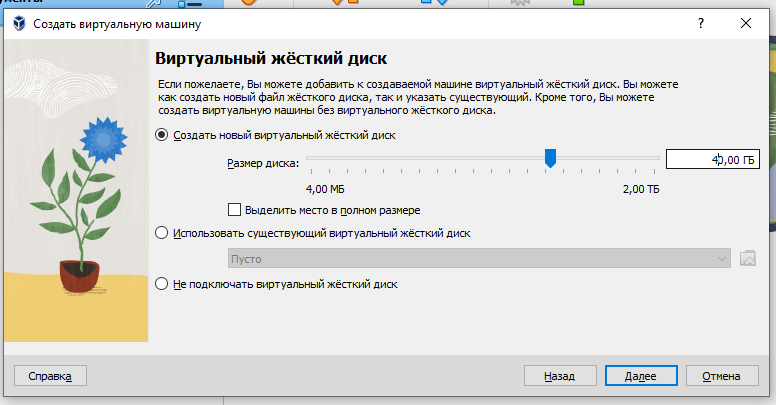 ументы
Создать виртуальную машину
?
Виртуальный жёсткий диск
Если пожелаете, Вы можете добавить к создаваемой машине виртуальный жёсткий диск. Вы можете
как создать новый файл жёсткого диска, так и указать существующий. Кроме того, Вы можете
создать виртуальную машины без виртуального жёсткого диска.
Создать новый виртуальный жёсткий диск
Размер диска:
40,00 ГБ
4,00 МБ
2,00 ТБ
Выделить место в полном размере
Использовать существующий виртуальный жёсткий диск
Пусто
Не подключать виртуальный жёсткий диск
Справка
Назад
Далее
Отмена